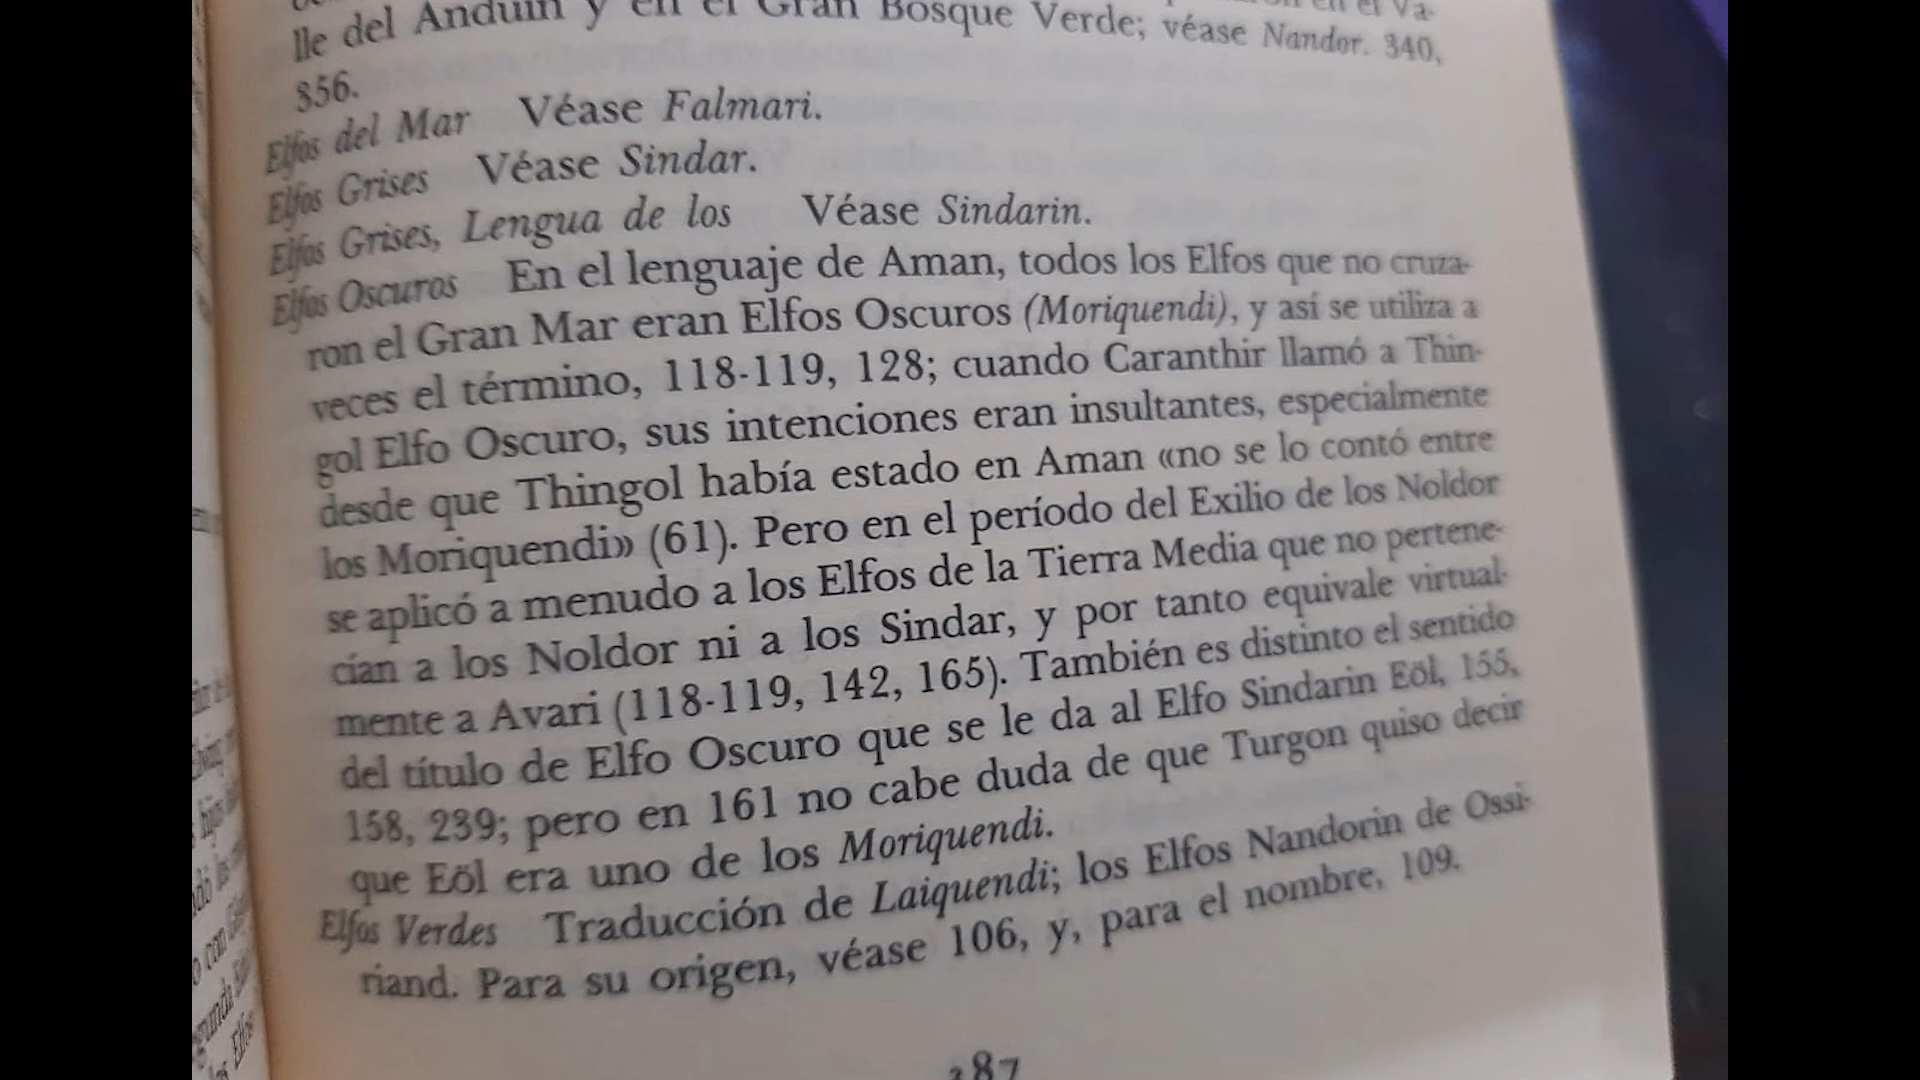 lle del Anduin y en el Gran Bosque Verde; véase Nandor. 340,
356.
Elfos del Mar Véase Falmari.
Elfos Grises Véase Sindar.
Elfos Grises, Lengua de los Véase Sindarin.
Elfos Oscuros En el lenguaje de Aman, todos los Elfos que no cruza-
ron el Gran Mar eran Elfos Oscuros (Moriquendi), y así se utiliza a
veces el término, 118-119, 128; cuando Caranthir llamó a Thin-
gol Elfo Oscuro, sus intenciones eran insultantes, especialmente
desde que Thingol había estado en Aman «no se lo contó entre
los Moriquendi» (61). Pero en el período del Exilio de los Noldor
se aplicó a menudo a los Elfos de la Tierra Media que no pertene-
cían a los Noldor ni a los Sindar, y por tanto equivale virtual-
mente a Avari (118-119, 142, 165). También es distinto el sentido
del título de Elfo Oscuro que se le da al Elfo Sindarin Eöl, 155,
158, 239; pero en 161 no cabe duda de que Turgon quiso decir
que Eöl era uno de los Moriquendi.
Elfos Verdes Traducción de Laiquendi; los Elfos Nandorin de Ossi-
riand. Para su origen, véase 106, y, para el nombre, 109.
387